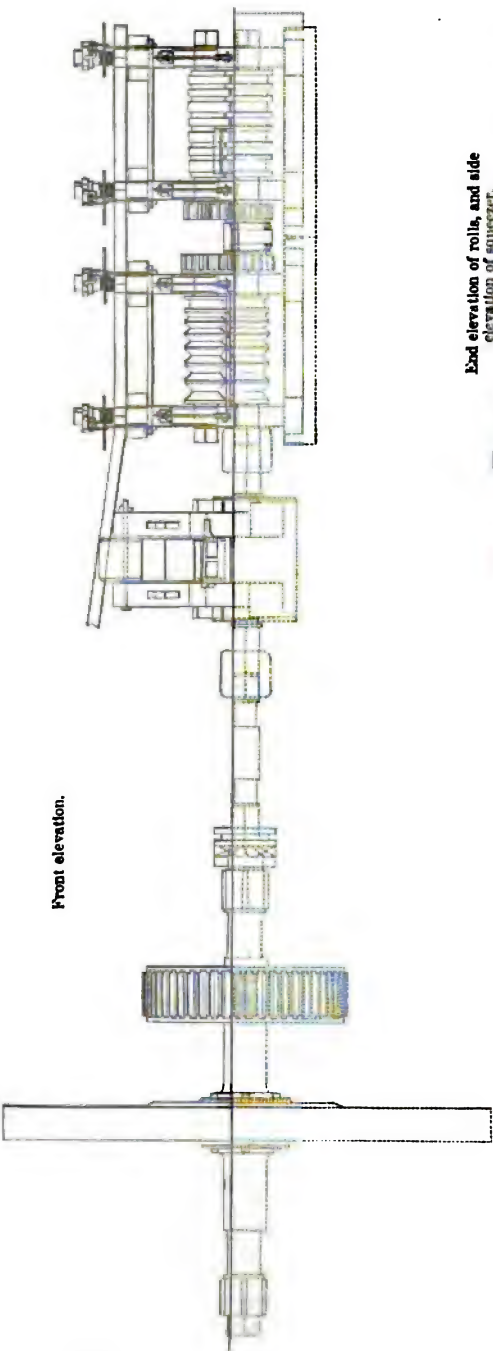 Front elevation.
End elevation of rolls, and side
elevation of squeezer.